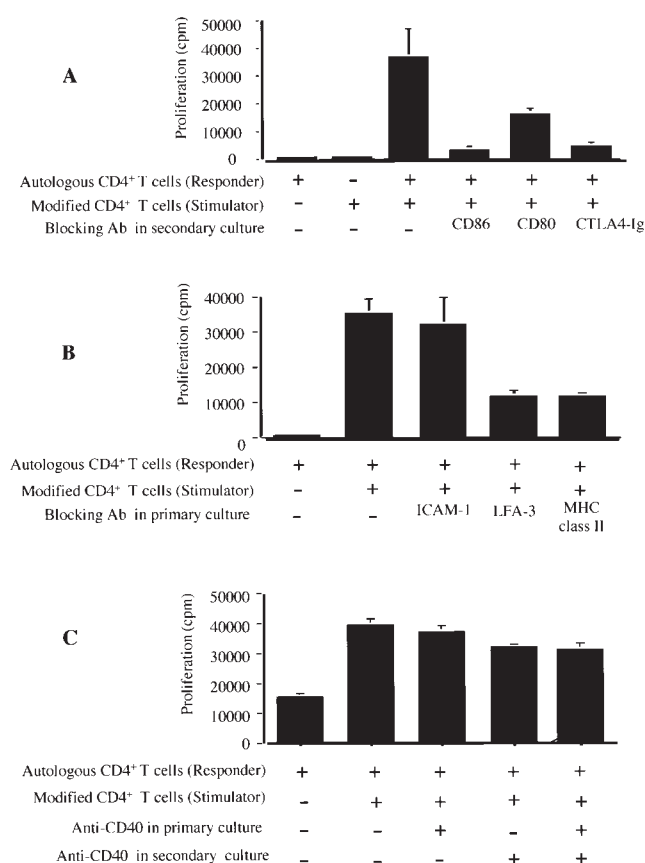 A
Proliferation (cpm)
50000
40000
30000
20000
10000
0
Autologous CD4+ T cells (Responder) + - + + + +
Modified CD4+ T cells (Stimulator) - + + + + +
Blocking Ab in secondary culture - - - CD86 CD80 CTLA4-Ig
B
Proliferation (cpm)
40000
30000
20000
10000
0
Autologous CD4+ T cells (Responder) + + + + +
Modified CD4+ T cells (Stimulator) - + + + +
Blocking Ab in primary culture - - ICAM-1 LFA-3 MHC
class II
C
Proliferation (cpm)
50000
40000
30000
20000
10000
0
Autologous CD4+ T cells (Responder) + + + + +
Modified CD4+ T cells (Stimulator) - + + + +
Anti-CD40 in primary culture - - + - +
Anti-CD40 in secondary culture - - - + +